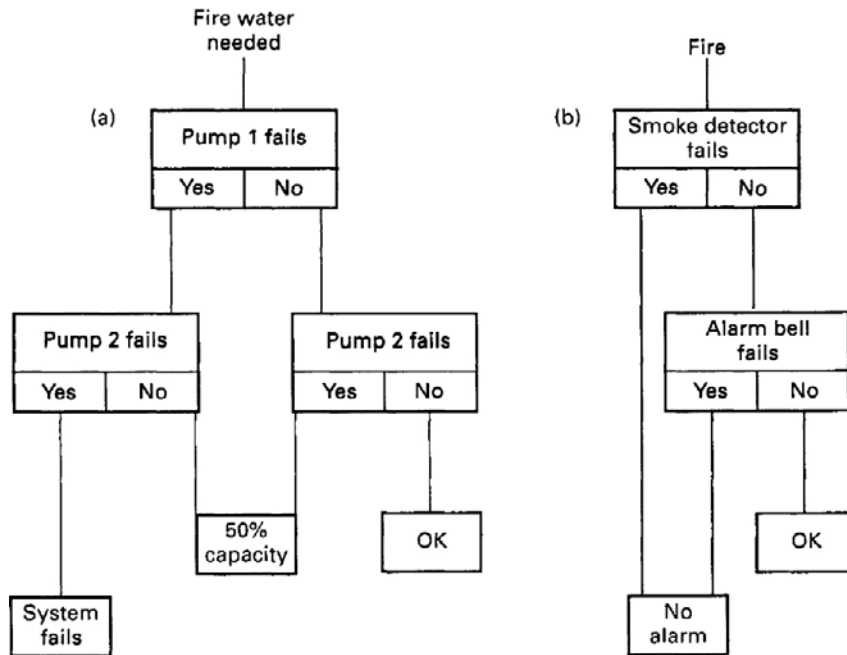 Fire water
needed
(a)
Pump 1 fails
Yes No
Pump 2 fails
Yes No
Pump 2 fails
Yes No
50%
capacity
OK
System
fails
Fire
(b)
Smoke detector
fails
Yes No
Alarm bell
fails
Yes No
OK
No
alarm